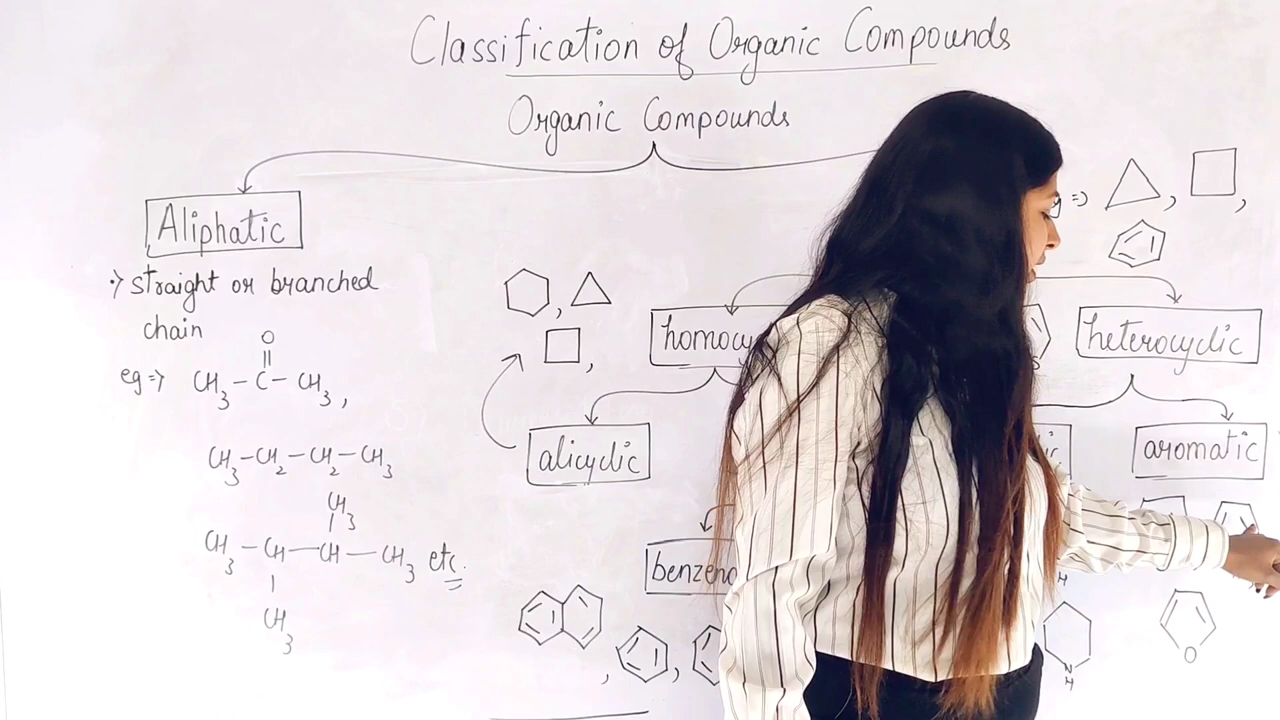 Classification of Organic Compounds
Organic Compounds
Aliphatic
straight or branched
chain
eg ⇒ CH3 – C – CH3,
O
CH3–CH2–CH2–CH3
CH3
CH3 – CH – CH – CH3 etc.
CH3
heterocyclic
alicyclic
aromatic
O
N
H